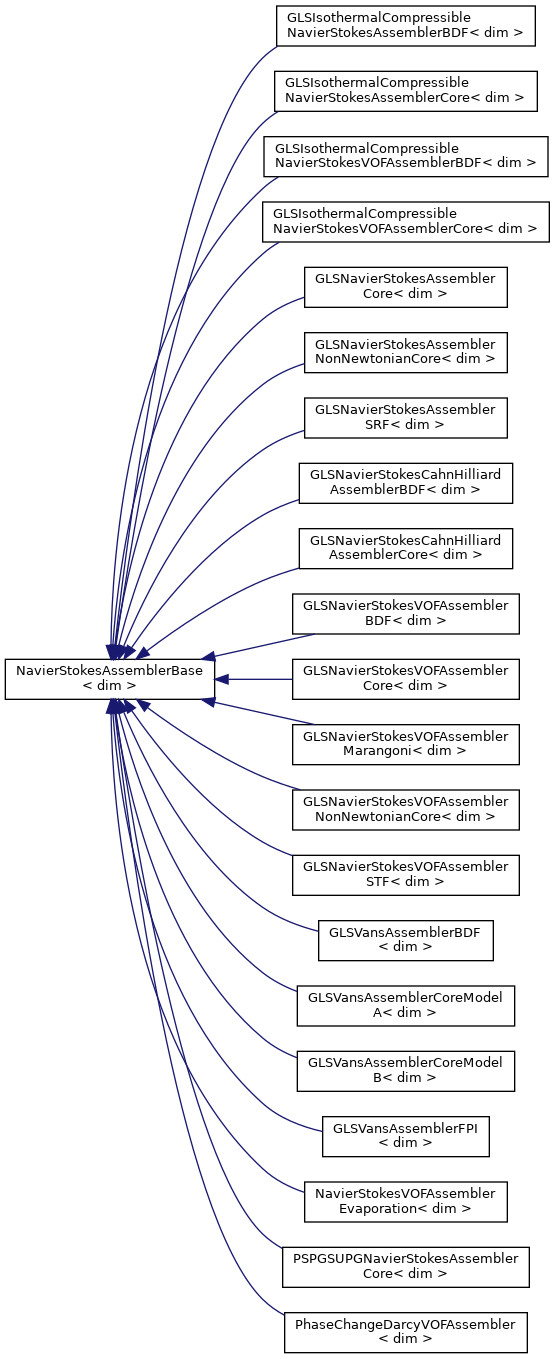 GLSIsothermalCompressible
NavierStokesAssemblerBDF< dim >
GLSIsothermalCompressible
NavierStokesAssemblerCore< dim >
GLSIsothermalCompressible
NavierStokesVOFAssemblerBDF< dim >
GLSIsothermalCompressible
NavierStokesVOFAssemblerCore< dim >
GLSNavierStokesAssembler
Core< dim >
GLSNavierStokesAssembler
NonNewtonianCore< dim >
GLSNavierStokesAssembler
SRF< dim >
GLSNavierStokesCahnHilliard
AssemblerBDF< dim >
GLSNavierStokesCahnHilliard
AssemblerCore< dim >
GLSNavierStokesVOFAssembler
BDF< dim >
NavierStokesAssemblerBase
< dim >
GLSNavierStokesVOFAssembler
Core< dim >
GLSNavierStokesVOFAssembler
Marangoni< dim >
GLSNavierStokesVOFAssembler
NonNewtonianCore< dim >
GLSNavierStokesVOFAssembler
STF< dim >
GLSVansAssemblerBDF
< dim >
GLSVansAssemblerCoreModel
A< dim >
GLSVansAssemblerCoreModel
B< dim >
GLSVansAssemblerFPI
< dim >
NavierStokesVOFAssembler
Evaporation< dim >
PSPGSUPGNavierStokesAssembler
Core< dim >
PhaseChangeDarcyVOFAssembler
< dim >